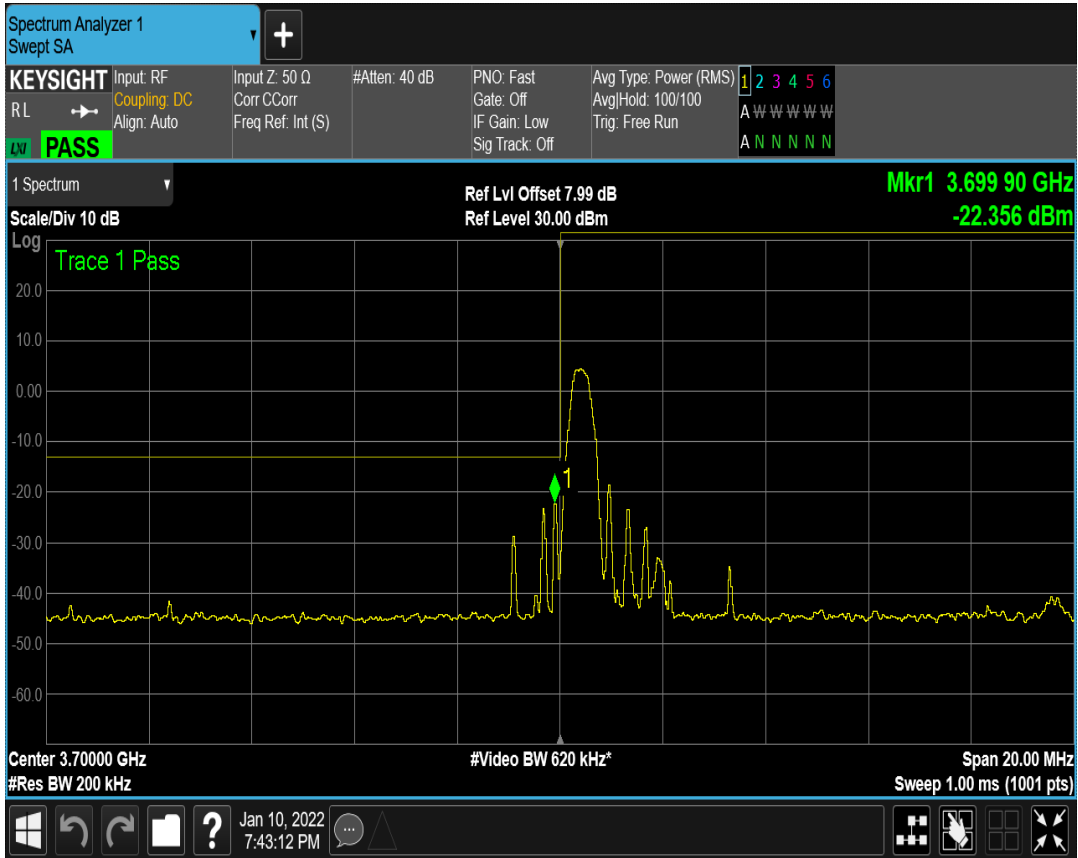 Spectrum Analyzer 1
Swept SA
+
KEYSIGHT
RL
LXI PASS
Input: RF
Coupling: DC
Align: Auto
Input Z: 50 Ω
Corr CCorr
Freq Ref: Int (S)
#Atten: 40 dB
PNO: Fast
Gate: Off
IF Gain: Low
Sig Track: Off
Avg Type: Power (RMS)
Avg|Hold: 100/100
Trig: Free Run
1 2 3 4 5 6
A W W W W W
A N N N N N
1 Spectrum
Scale/Div 10 dB
Ref Lvl Offset 7.99 dB
Ref Level 30.00 dBm
Mkr1 3.699 90 GHz
-22.356 dBm
Log
Trace 1 Pass
20.0
10.0
0.00
-10.0
1
-20.0
-30.0
-40.0
-50.0
-60.0
Center 3.70000 GHz
#Res BW 200 kHz
#Video BW 620 kHz*
Span 20.00 MHz
Sweep 1.00 ms (1001 pts)
?
Jan 10, 2022
7:43:12 PM